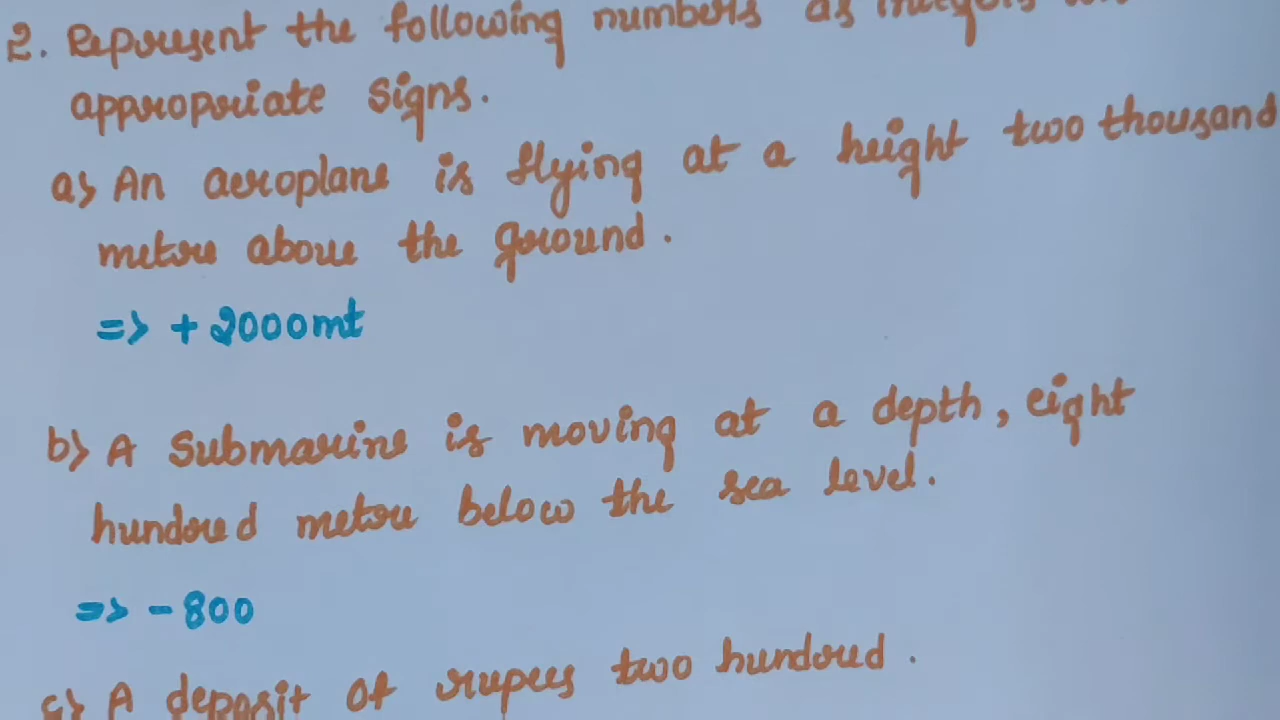 2. Represent the following numbers as integers
appropriate signs.
a) An aeroplane is flying at a height two thousand
metre above the ground.
=> + 2000mt
b) A submarine is moving at a depth, eight
hundred metre below the sea level.
=> - 800
c) A deposit of rupees two hundred.